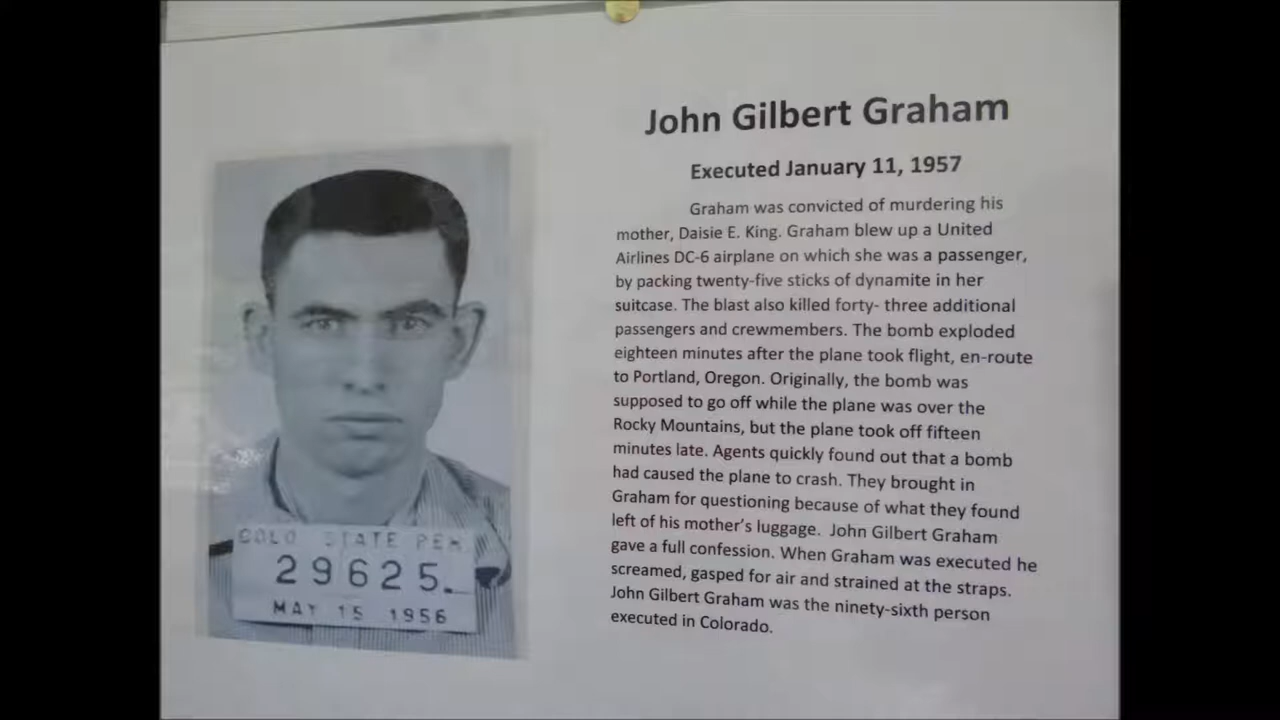 John Gilbert Graham
Executed January 11, 1957
Graham was convicted of murdering his
mother, Daisie E. King. Graham blew up a United
Airlines DC-6 airplane on which she was a passenger,
by packing twenty-five sticks of dynamite in her
suitcase. The blast also killed forty- three additional
passengers and crewmembers. The bomb exploded
eighteen minutes after the plane took flight, en-route
to Portland, Oregon. Originally, the bomb was
supposed to go off while the plane was over the
Rocky Mountains, but the plane took off fifteen
minutes late. Agents quickly found out that a bomb
had caused the plane to crash. They brought in
Graham for questioning because of what they found
left of his mother's luggage. John Gilbert Graham
gave a full confession. When Graham was executed he
screamed, gasped for air and strained at the straps.
John Gilbert Graham was the ninety-sixth person
executed in Colorado.
COLO STATE PEN.
29625.
MAY 15 1956